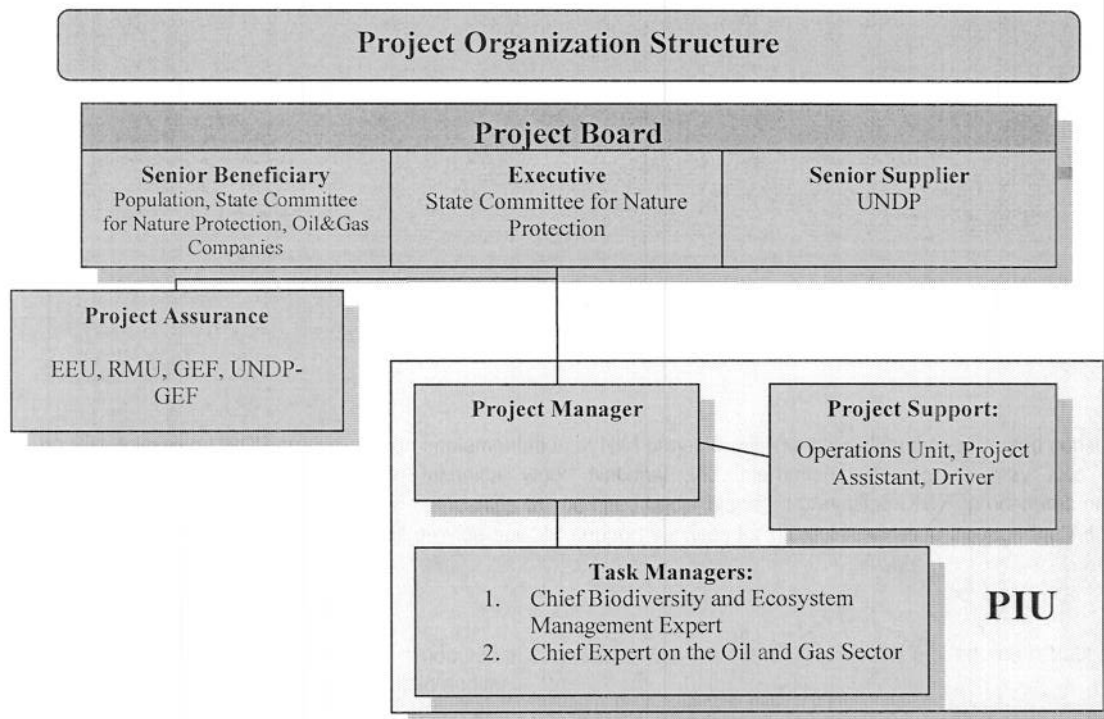 Project Organization Structure
Project Board
Senior Beneficiary
Population, State Committee
for Nature Protection, Oil&Gas
Companies
Executive
State Committee for Nature
Protection
Senior Supplier
UNDP
Project Assurance
EEU, RMU, GEF, UNDP-
GEF
Project Manager
Project Support:
Operations Unit, Project
Assistant, Driver
Task Managers:
1. Chief Biodiversity and Ecosystem
Management Expert
2. Chief Expert on the Oil and Gas Sector
PIU